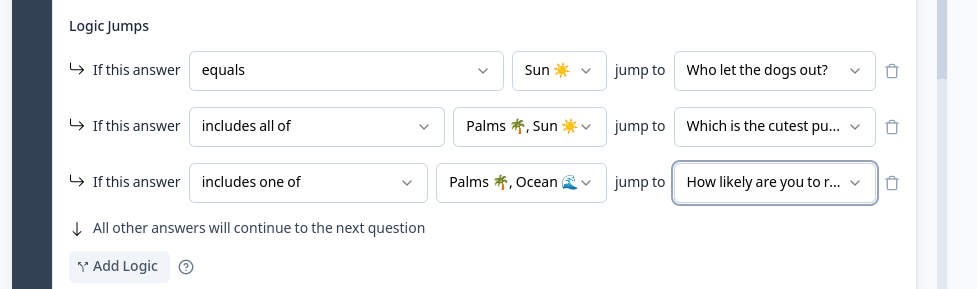 Logic Jumps
If this answer equals Sun ☀️ jump to Who let the dogs out?
If this answer includes all of Palms 🌴, Sun ☀️ jump to Which is the cutest pu...
If this answer includes one of Palms 🌴, Ocean 🌊 jump to How likely are you to r...
All other answers will continue to the next question
Add Logic ?